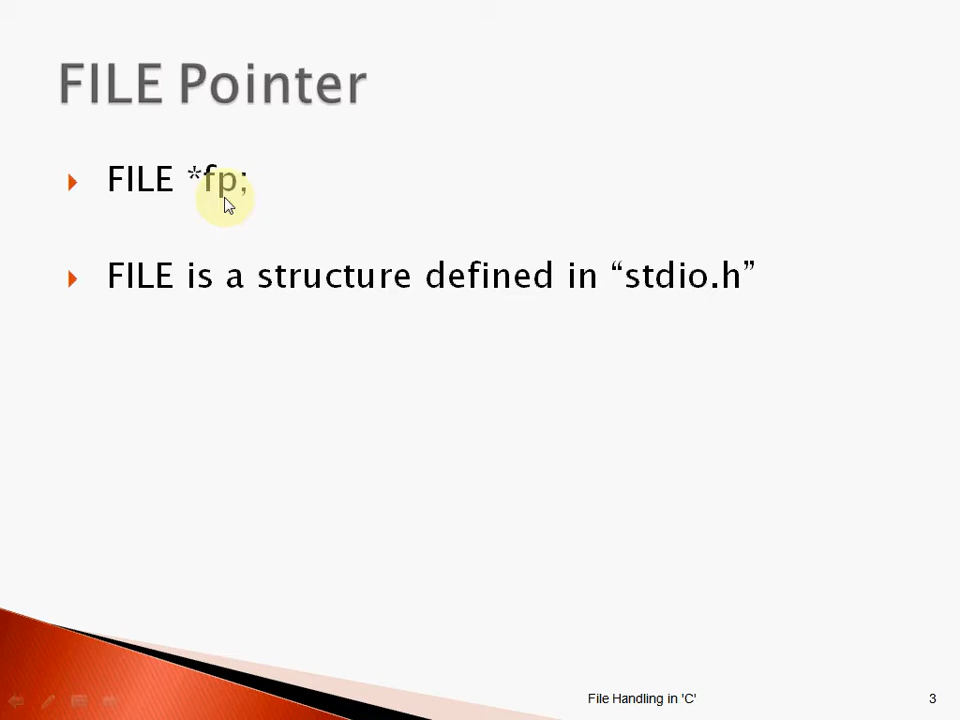 FILE Pointer
FILE *fp;
FILE is a structure defined in “stdio.h”
File Handling in 'C'
3